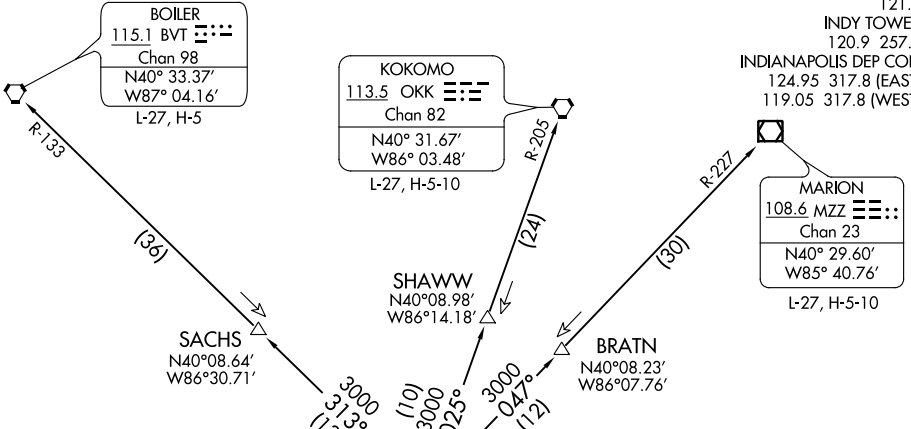 121.
INDY TOWE
120.9 257.
INDIANAPOLIS DEP CO
124.95 317.8 (EAST
119.05 317.8 (WEST
BOILER
115.1 BVT
Chan 98
N40° 33.37'
W87° 04.16'
L-27, H-5
KOKOMO
113.5 OKK
Chan 82
N40° 31.67'
W86° 03.48'
L-27, H-5-10
MARION
108.6 MZZ
Chan 23
N40° 29.60'
W85° 40.76'
L-27, H-5-10
R-133
R-205
R-227
(36)
(24)
(30)
SACHS
N40°08.64'
W86°30.71'
SHAWW
N40°08.98'
W86°14.18'
BRATN
N40°08.23'
W86°07.76'
3000
313°
(10)
3000
025°
3000
047°
(12)